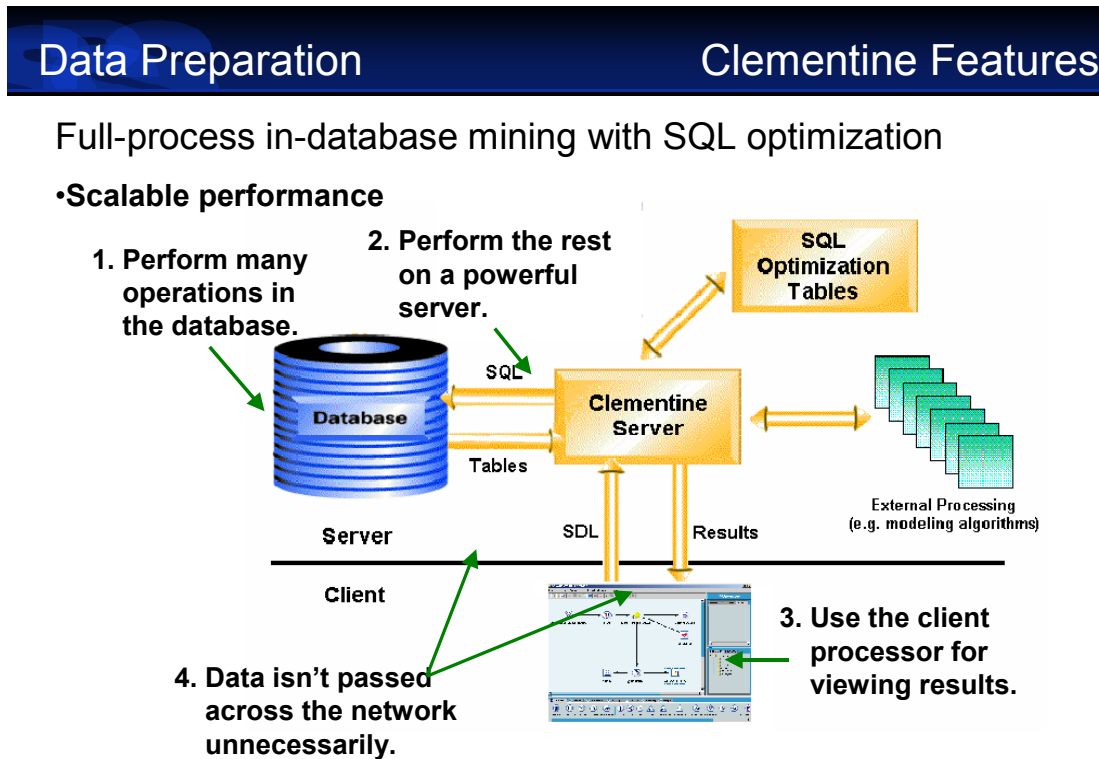 Data Preparation
Clementine Features
Full-process in-database mining with SQL optimization
•Scalable performance
1. Perform many
operations in
the database.
2. Perform the rest
on a powerful
server.
SQL
Optimization
Tables
SQL
Database
Clementine
Server
Tables
External Processing
(e.g. modeling algorithms)
Server
SDL
Results
Client
3. Use the client
processor for
viewing results.
4. Data isn’t passed
across the network
unnecessarily.